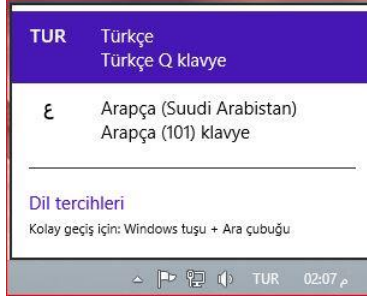 TUR Türkçe
Türkçe Q klavye
ع Arapça (Suudi Arabistan)
Arapça (101) klavye
Dil tercihleri
Kolay geçiş için: Windows tuşu + Ara çubuğu
TUR 02:07 م